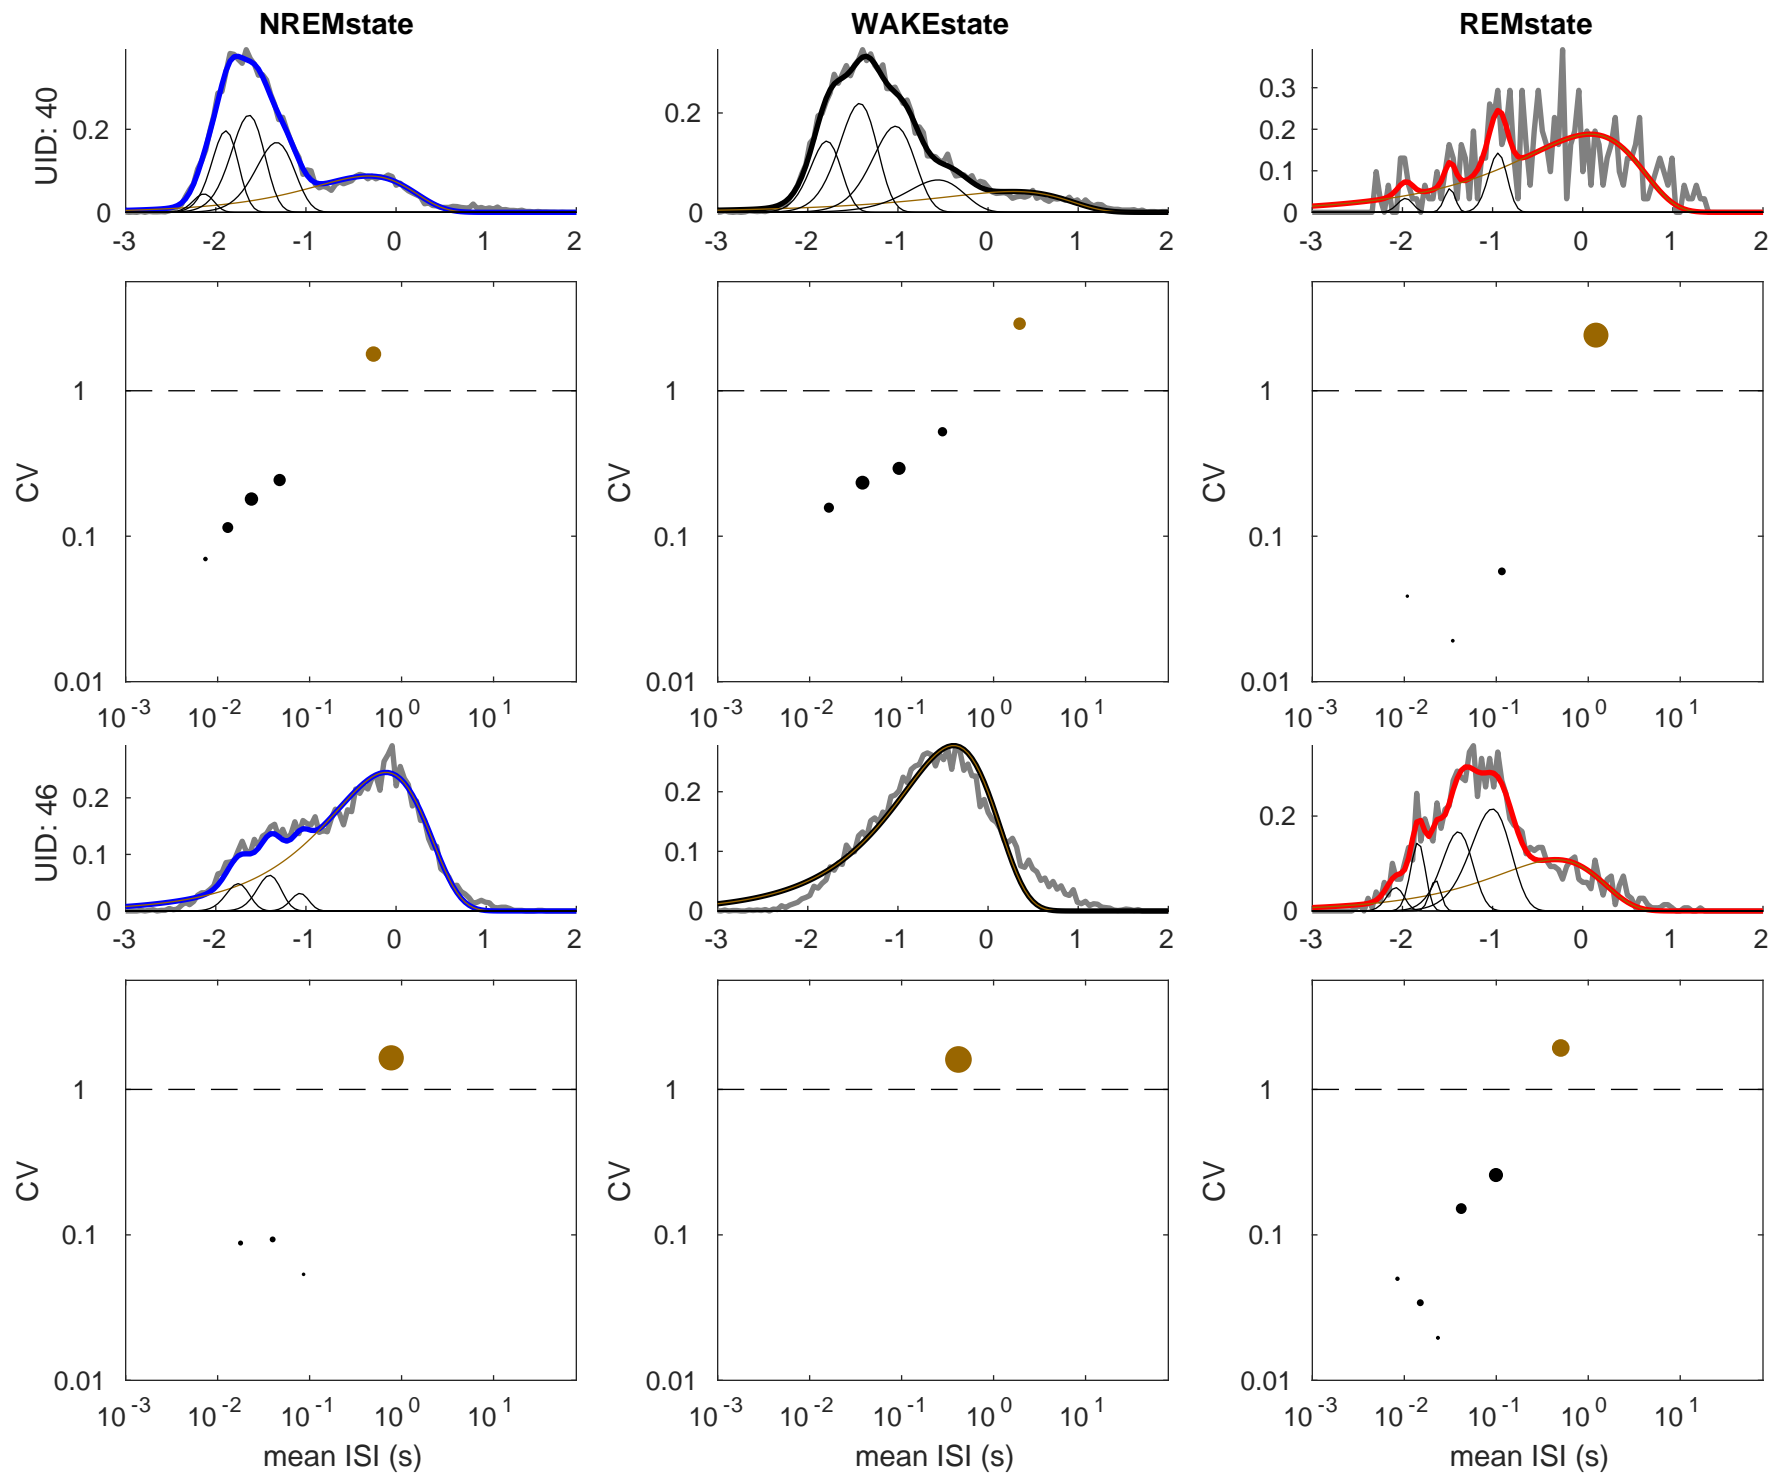 NREMstate WAKEstate REMstate
UID: 40
0.2 0
-3 -2 -1 0 1 2
0.2 0
-3 -2 -1 0 1 2
0.3 0.2 0.1 0
-3 -2 -1 0 1 2
CV 1 0.1 0.01
10^-3 10^-2 10^-1 10^0 10^1
CV 1 0.1 0.01
10^-3 10^-2 10^-1 10^0 10^1
CV 1 0.1 0.01
10^-3 10^-2 10^-1 10^0 10^1
UID: 46
0.2 0.1 0
-3 -2 -1 0 1 2
0.2 0.1 0
-3 -2 -1 0 1 2
0.2 0
-3 -2 -1 0 1 2
CV 1 0.1 0.01
10^-3 10^-2 10^-1 10^0 10^1
mean ISI (s)
CV 1 0.1 0.01
10^-3 10^-2 10^-1 10^0 10^1
mean ISI (s)
CV 1 0.1 0.01
10^-3 10^-2 10^-1 10^0 10^1
mean ISI (s)